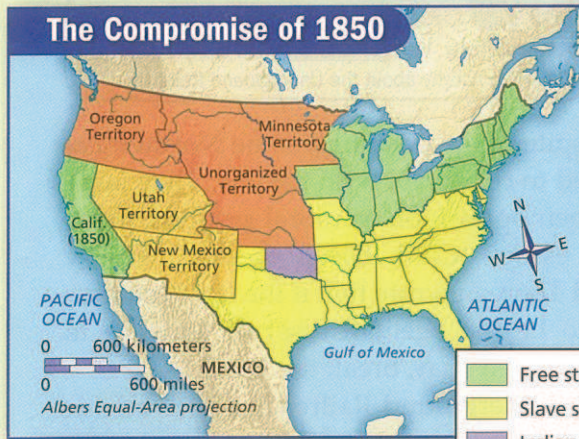 The Compromise of 1850
Oregon
Territory
Minnesota
Territory
Unorganized
Territory
Utah
Territory
Calif.
(1850)
New Mexico
Territory
N
W
E
S
PACIFIC
OCEAN
ATLANTIC
OCEAN
0 600 kilometers
0 600 miles
MEXICO
Gulf of Mexico
Albers Equal-Area projection
Free st
Slave s